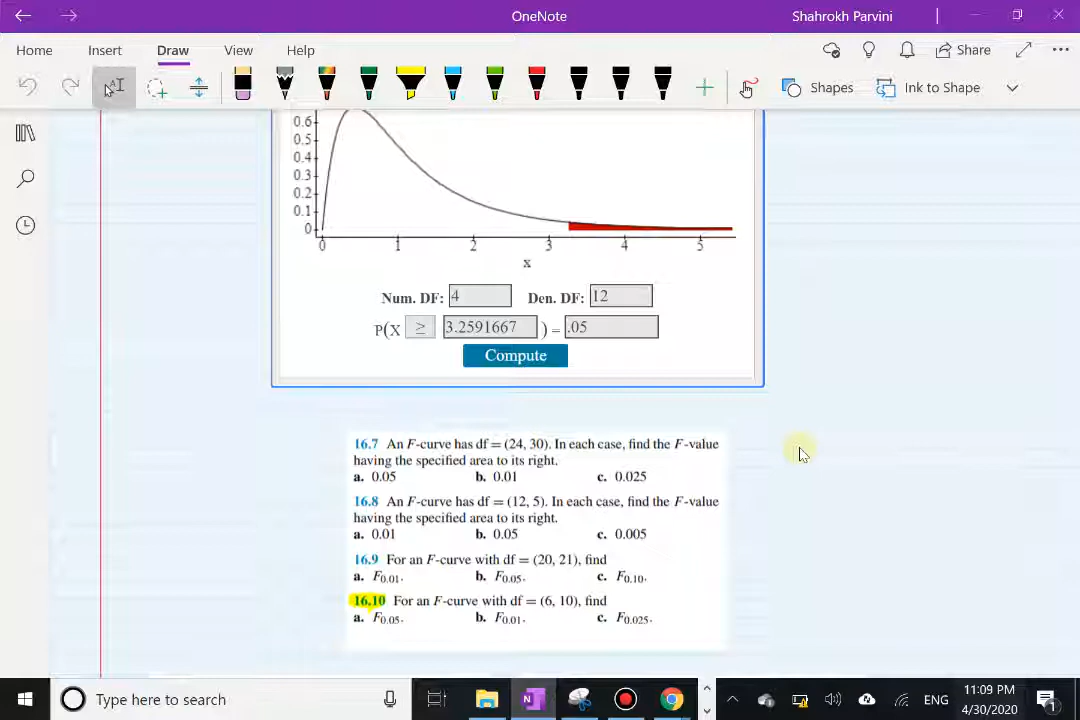 OneNote
Shahrokh Parvini
Home
Insert
Draw
View
Help
Share
Shapes
Ink to Shape
0.6
0.5
0.4
0.3
0.2
0.1
0
0 1 2 3 4 5
x
Num. DF: 4 Den. DF: 12
P(X ≥ 3.2591667 ) = .05
Compute
16.7 An F-curve has df = (24, 30). In each case, find the F-value
having the specified area to its right.
a. 0.05 b. 0.01 c. 0.025
16.8 An F-curve has df = (12, 5). In each case, find the F-value
having the specified area to its right.
a. 0.01 b. 0.05 c. 0.005
16.9 For an F-curve with df = (20, 21), find
a. F0.01. b. F0.05. c. F0.10.
16.10 For an F-curve with df = (6, 10), find
a. F0.05. b. F0.01. c. F0.025.
Type here to search
ENG
11:09 PM
4/30/2020
1